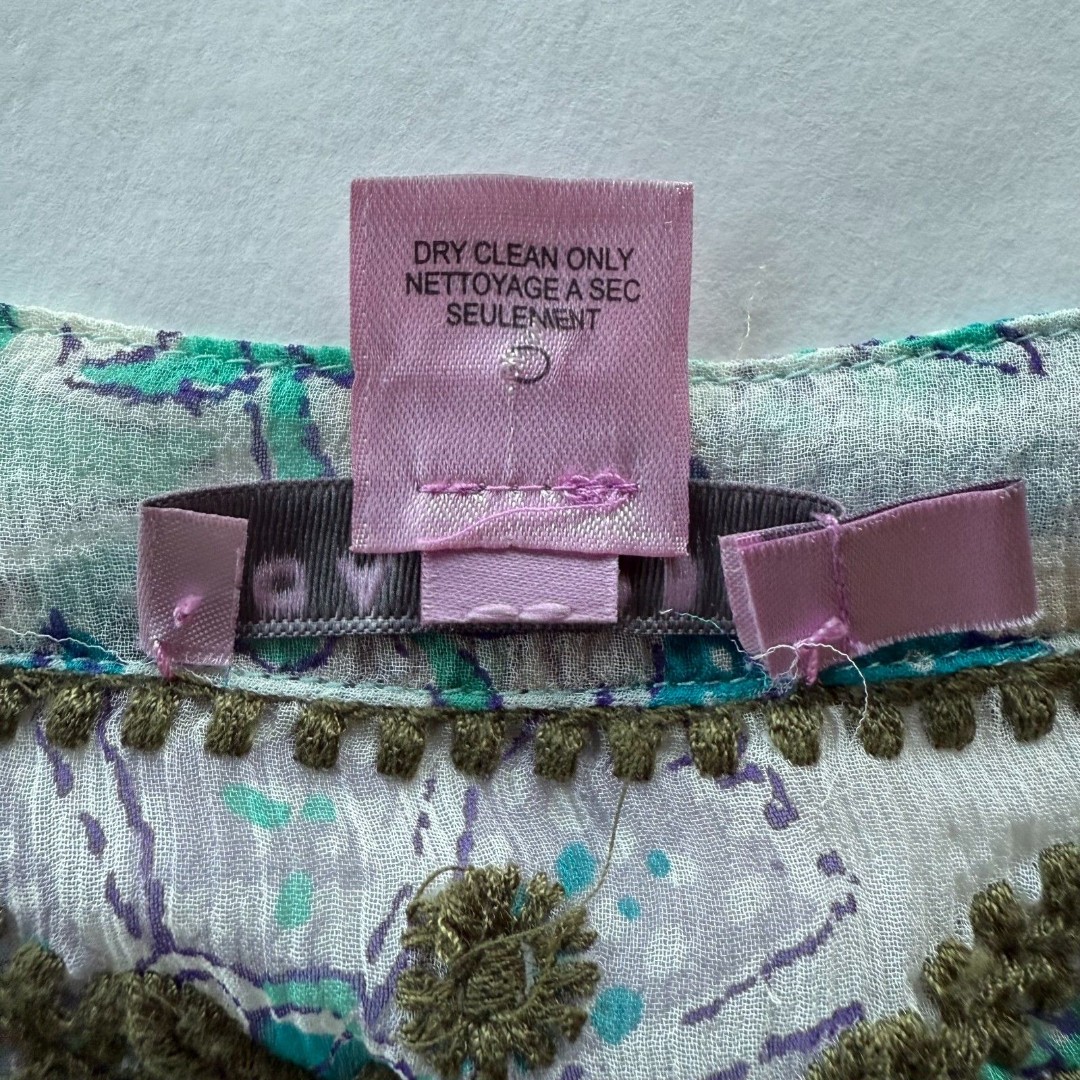 DRY CLEAN ONLY
NETTOYAGE A SEC
SEULEMENT